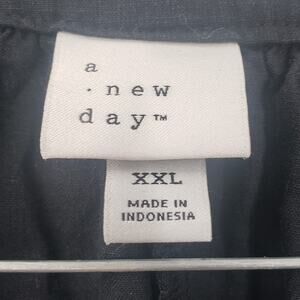 a
· new
day™
XXL
MADE IN
INDONESIA